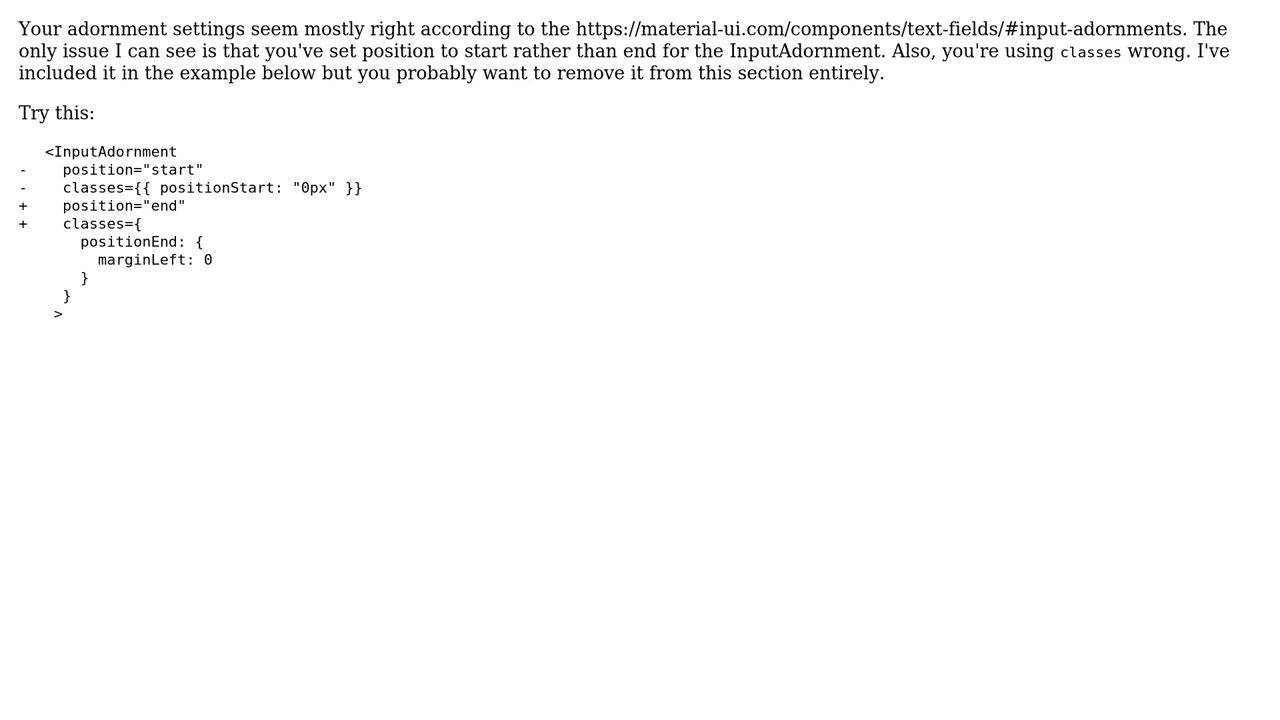 Your adornment settings seem mostly right according to the https://material-ui.com/components/text-fields/#input-adornments. The
only issue I can see is that you've set position to start rather than end for the InputAdornment. Also, you're using classes wrong. I've
included it in the example below but you probably want to remove it from this section entirely.
Try this:
   <InputAdornment
-    position="start"
-    classes={{ positionStart: "0px" }}
+    position="end"
+    classes={
       positionEnd: {
         marginLeft: 0
       }
     }
    >